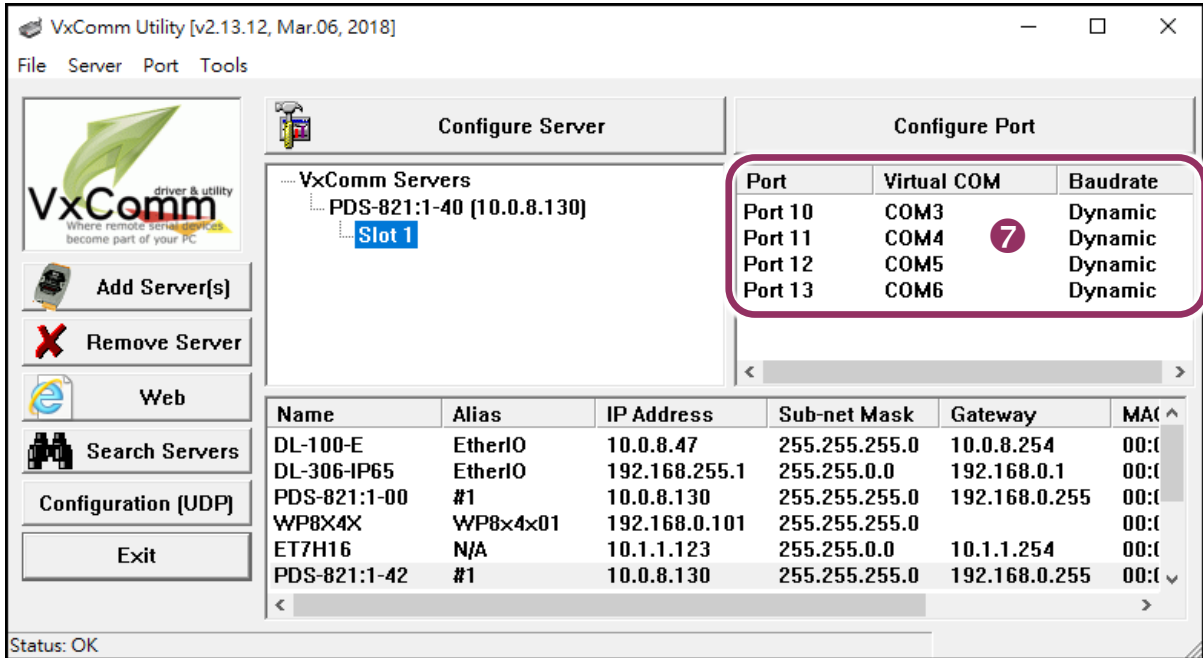 VxComm Utility [v2.13.12, Mar.06, 2018]
File Server Port Tools
VxComm
driver & utility
Where remote serial devices
become part of your PC
Add Server(s)
Remove Server
Web
Search Servers
Configuration (UDP)
Exit
Configure Server
VxComm Servers
PDS-821:1-40 (10.0.8.130)
Slot 1
Configure Port
Port Virtual COM Baudrate
Port 10 COM3 Dynamic
Port 11 COM4 Dynamic
Port 12 COM5 Dynamic
Port 13 COM6 Dynamic
7
Name Alias IP Address Sub-net Mask Gateway
DL-100-E EtherIO 10.0.8.47 255.255.255.0 10.0.8.254
DL-306-IP65 EtherIO 192.168.255.1 255.255.0.0 192.168.0.1
PDS-821:1-00 #1 10.0.8.130 255.255.255.0 192.168.0.255
WP8X4X WP8x4x01 192.168.0.101 255.255.255.0
ET7H16 N/A 10.1.1.123 255.255.0.0 10.1.1.254
PDS-821:1-42 #1 10.0.8.130 255.255.255.0 192.168.0.255
Status: OK